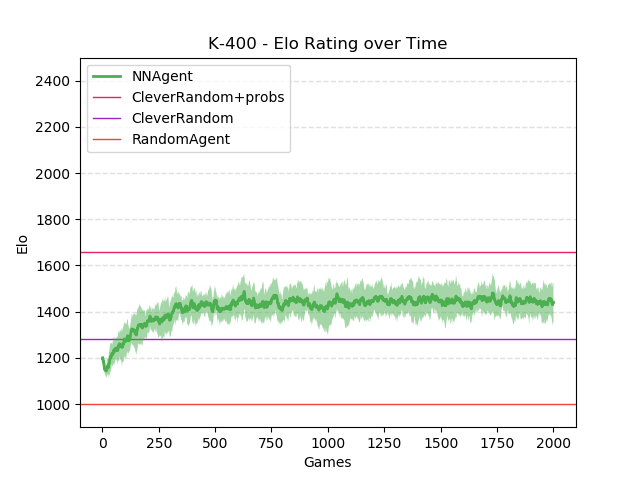 K-400 - Elo Rating over Time
NNAgent
CleverRandom+probs
CleverRandom
RandomAgent
2400
2200
2000
1800
1600
1400
1200
1000
Elo
0
250
500
750
1000
1250
1500
1750
2000
Games